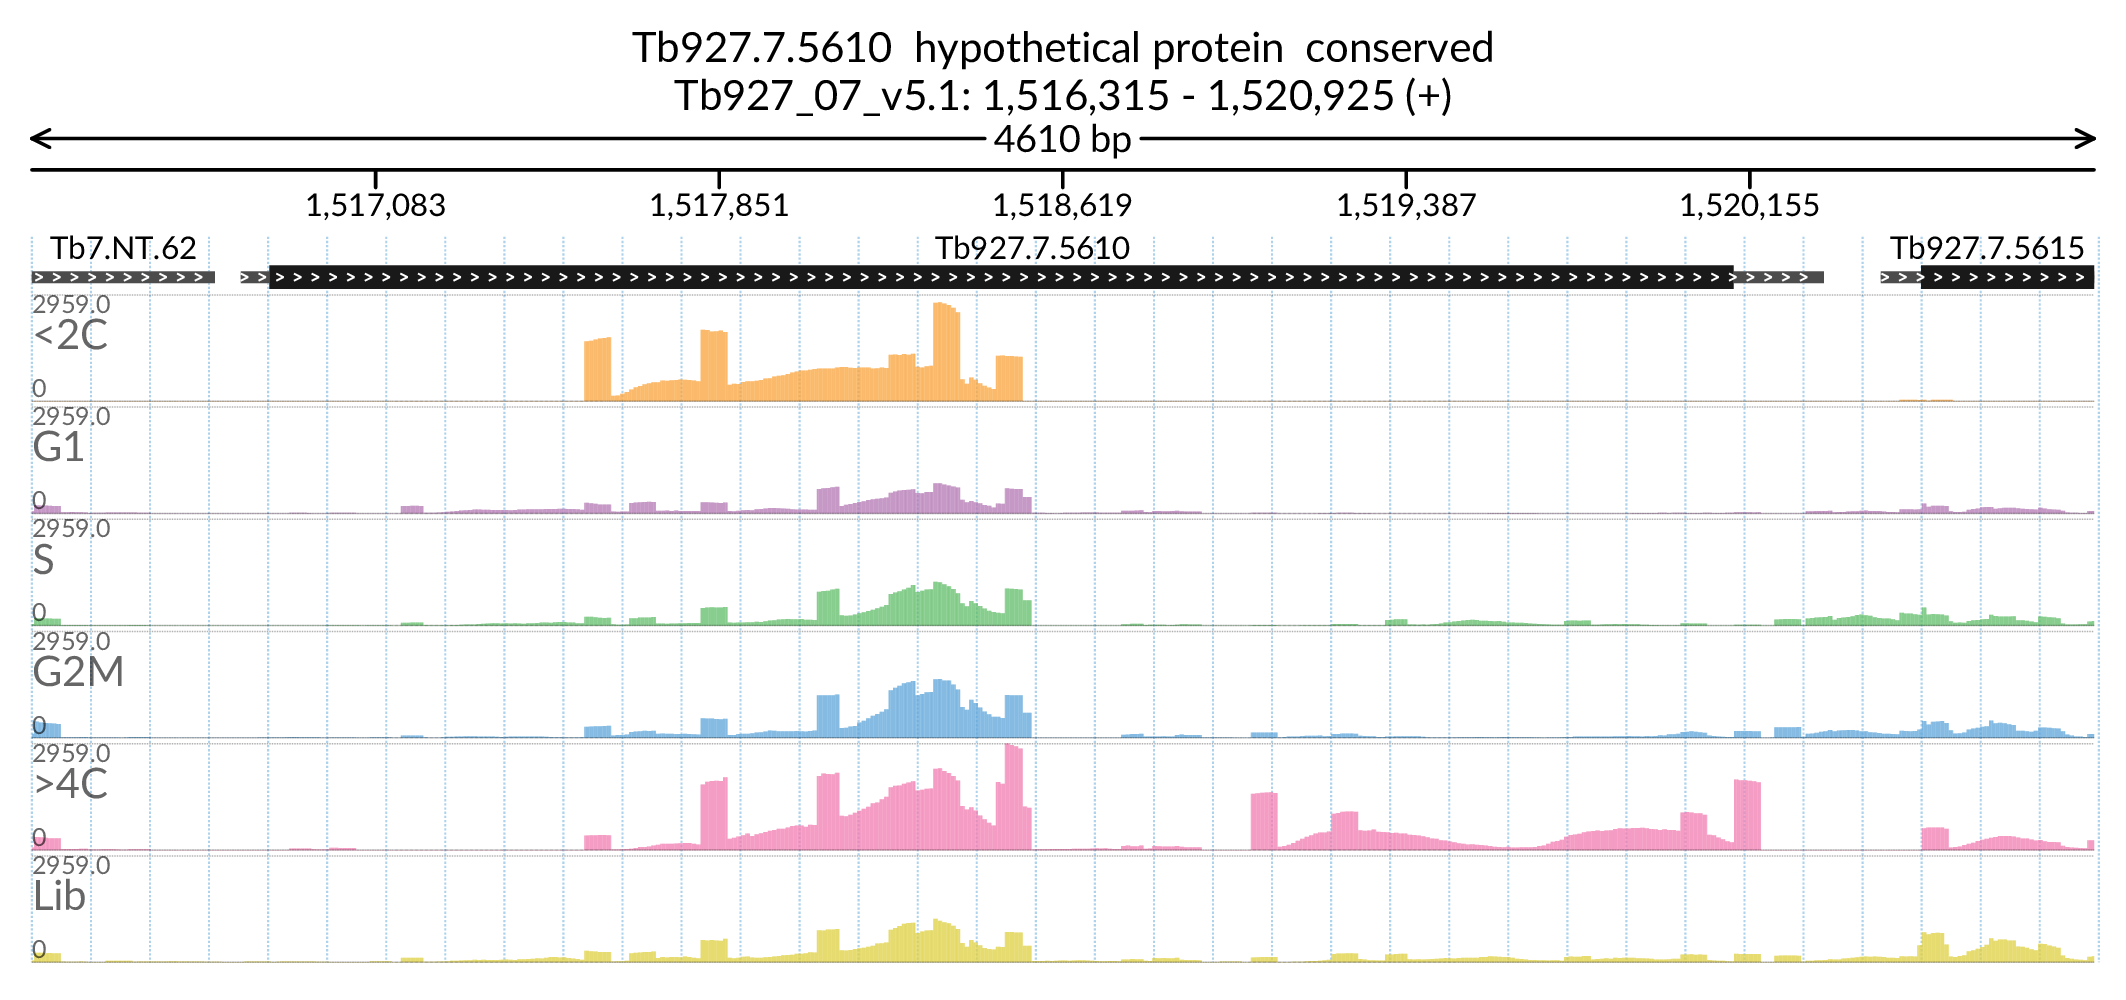 Tb927.7.5610  hypothetical protein  conserved
Tb927_07_v5.1: 1,516,315 - 1,520,925 (+)
4610 bp
1,517,083 1,517,851 1,518,619 1,519,387 1,520,155
Tb7.NT.62 Tb927.7.5610 Tb927.7.5615
2959.0
<2C
0
2959.0
G1
0
2959.0
S
0
2959.0
G2M
0
2959.0
>4C
0
2959.0
Lib
0